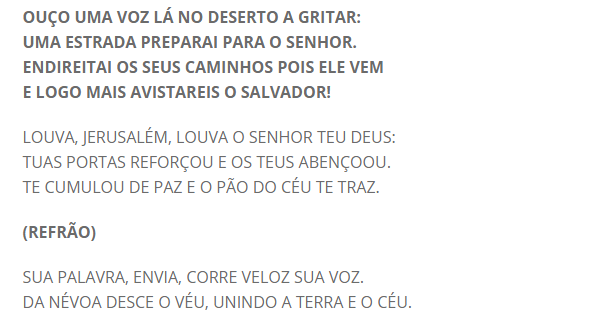 OUÇO UMA VOZ LÁ NO DESERTO A GRITAR:
UMA ESTRADA PREPARAI PARA O SENHOR.
ENDIREITAI OS SEUS CAMINHOS POIS ELE VEM
E LOGO MAIS AVISTAREIS O SALVADOR!
LOUVA, JERUSALÉM, LOUVA O SENHOR TEU DEUS:
TUAS PORTAS REFORÇOU E OS TEUS ABENÇOOU.
TE CUMULOU DE PAZ E O PÃO DO CÉU TE TRAZ.
(REFRÃO)
SUA PALAVRA, ENVIA, CORRE VELOZ SUA VOZ.
DA NÉVOA DESCE O VÉU, UNINDO A TERRA E O CÉU.